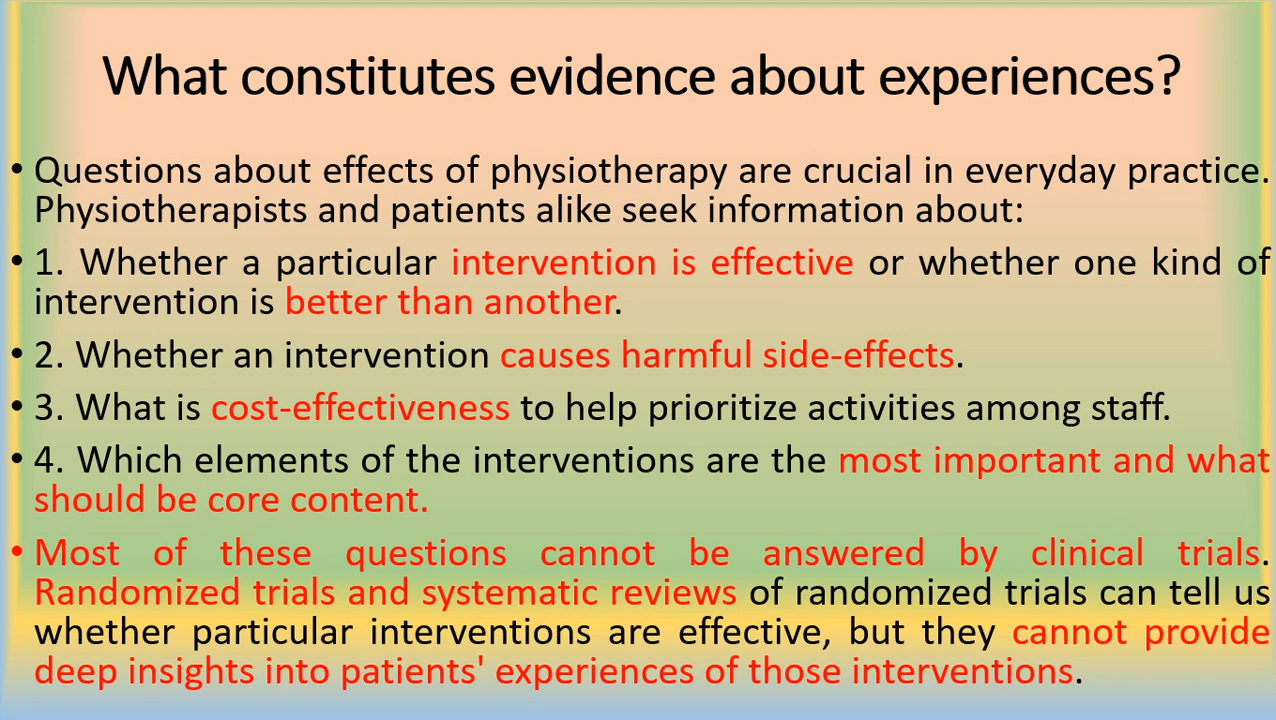 What constitutes evidence about experiences?
• Questions about effects of physiotherapy are crucial in everyday practice.
Physiotherapists and patients alike seek information about:
• 1. Whether a particular intervention is effective or whether one kind of
intervention is better than another.
• 2. Whether an intervention causes harmful side-effects.
• 3. What is cost-effectiveness to help prioritize activities among staff.
• 4. Which elements of the interventions are the most important and what
should be core content.
• Most of these questions cannot be answered by clinical trials.
Randomized trials and systematic reviews of randomized trials can tell us
whether particular interventions are effective, but they cannot provide
deep insights into patients' experiences of those interventions.